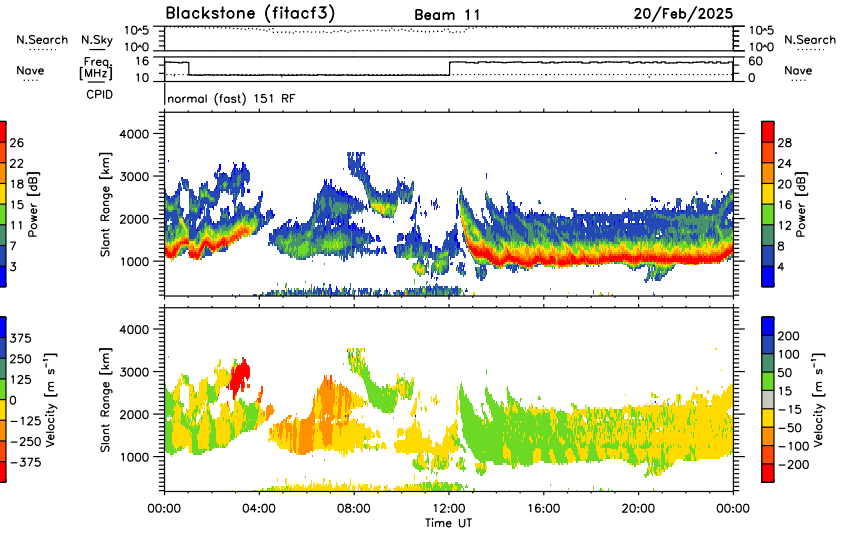 Blackstone (fitacf3) Beam 11 20/Feb/2025
N.Search N.Sky 10^5 10^5 N.Search
10^0 10^0
Nave Freq. [MHz] 16 60 Nave
10 0
CPID normal (fast) 151 RF
Slant Range [km] 4000 3000 2000 1000
Power [dB] 26 22 18 15 11 7 3
Power [dB] 28 24 20 16 12 8 4
Slant Range [km] 4000 3000 2000 1000
Velocity [m s⁻¹] 375 250 125 0 −125 −250 −375
Velocity [m s⁻¹] 200 100 50 15 −15 −50 −100 −200
00:00 04:00 08:00 12:00 16:00 20:00 00:00
Time UT